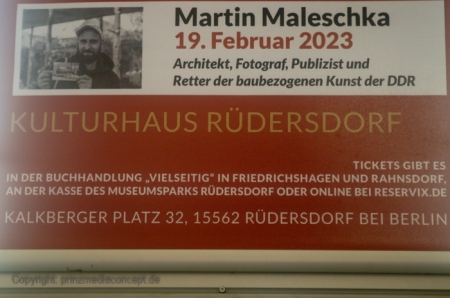 Martin Maleschka
19. Februar 2023
Architekt, Fotograf, Publizist und
Retter der baubezogenen Kunst der DDR
KULTURHAUS RÜDERSDORF
TICKETS GIBT ES
IN DER BUCHHANDLUNG „VIELSEITIG" IN FRIEDRICHSHAGEN UND RAHNSDORF,
AN DER KASSE DES MUSEUMSPARKS RÜDERSDORF ODER ONLINE BEI RESERVIX.DE
KALKBERGER PLATZ 32, 15562 RÜDERSDORF BEI BERLIN
Copyright: prinzmediaconcept.de